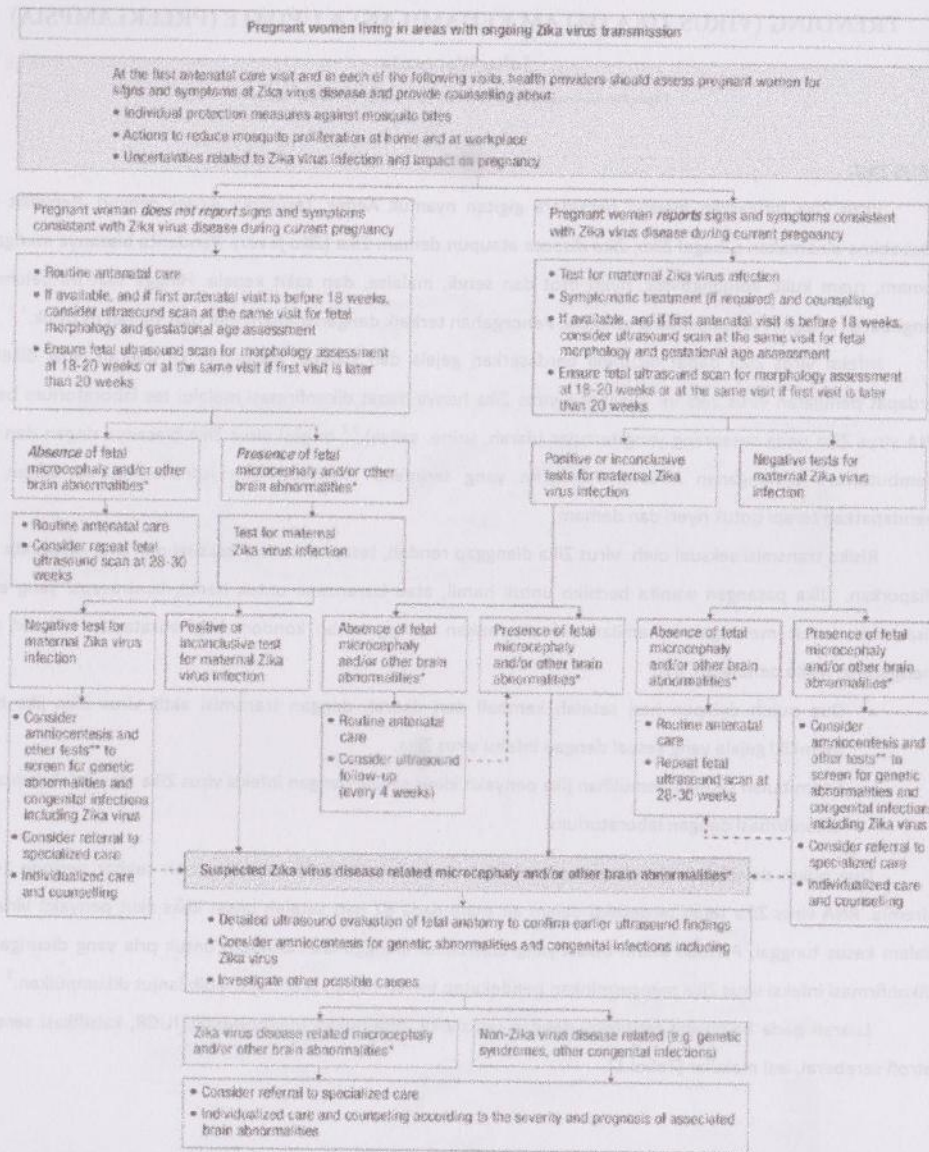 Pregnant women living in areas with ongoing Zika virus transmission
At the first antenatal care visit and in each of the following visits, health providers should assess pregnant women for
signs and symptoms of Zika virus disease and provide counselling about:
• Individual protection measures against mosquito bites
• Actions to reduce mosquito proliferation at home and at workplace
• Uncertainties related to Zika virus infection and impact on pregnancy
Pregnant woman does not report signs and symptoms
consistent with Zika virus disease during current pregnancy
• Routine antenatal care
• If available, and if first antenatal visit is before 18 weeks,
consider ultrasound scan at the same visit for fetal
morphology and gestational age assessment
• Ensure fetal ultrasound scan for morphology assessment
at 18-20 weeks or at the same visit if first visit is later
than 20 weeks
Pregnant woman reports signs and symptoms consistent
with Zika virus disease during current pregnancy
• Test for maternal Zika virus infection
• Symptomatic treatment (if required) and counselling
• If available, and if first antenatal visit is before 18 weeks,
consider ultrasound scan at the same visit for fetal
morphology and gestational age assessment
• Ensure fetal ultrasound scan for morphology assessment
at 18-20 weeks or at the same visit if first visit is later
than 20 weeks
Absence of fetal
microcephaly and/or other
brain abnormalities*
Presence of fetal
microcephaly and/or other
brain abnormalities*
Positive or inconclusive
tests for maternal Zika
virus infection
Negative tests for
maternal Zika virus
infection
• Routine antenatal care
• Consider repeat fetal
ultrasound scan at 28-30
weeks
Test for maternal
Zika virus infection
Negative test for
maternal Zika virus
infection
Positive or
inconclusive test
for maternal Zika
virus infection
Absence of fetal
microcephaly
and/or other brain
abnormalities*
Presence of fetal
microcephaly
and/or other brain
abnormalities*
Absence of fetal
microcephaly
and/or other brain
abnormalities*
Presence of fetal
microcephaly
and/or other brain
abnormalities*
• Consider
amniocentesis and
other tests** to
screen for genetic
abnormalities and
congenital infections
including Zika virus
• Consider referral to
specialized care
• Individualized care
and counselling
• Routine antenatal
care
• Consider ultrasound
follow-up
(every 4 weeks)
• Routine antenatal
care
• Repeat fetal
ultrasound scan at
28-30 weeks
• Consider
amniocentesis and
other tests** to
screen for genetic
abnormalities and
congenital infections
including Zika virus
• Consider referral to
specialized care
• Individualized care
and counselling
Suspected Zika virus disease related microcephaly and/or other brain abnormalities*
• Detailed ultrasound evaluation of fetal anatomy to confirm earlier ultrasound findings
• Consider amniocentesis for genetic abnormalities and congenital infections including
Zika virus
• Investigate other possible causes
Zika virus disease related microcephaly
and/or other brain abnormalities*
Non-Zika virus disease related (e.g. genetic
syndromes, other congenital infections)
• Consider referral to specialized care
• Individualized care and counseling according to the severity and prognosis of associated
brain abnormalities